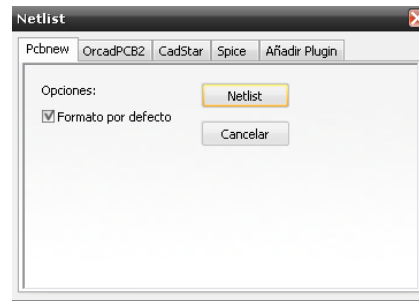 Netlist
Pcbnew OrcadPCB2 CadStar Spice Añadir Plugin
Opciones:
Netlist
Formato por defecto
Cancelar